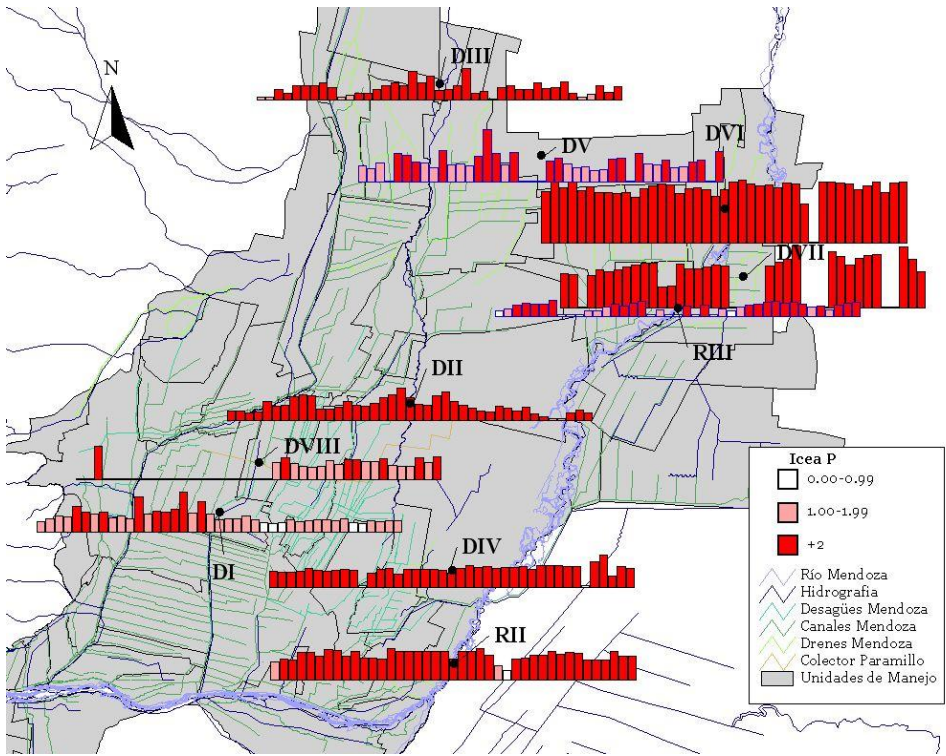 DIII
N
DV
DVI
DVII
RIII
DII
DVIII
DI
DIV
RII
Icea P
0.00-0.99
1.00-1.99
+2
Río Mendoza
Hidrografia
Desagües Mendoza
Canales Mendoza
Drenes Mendoza
Colector Paramillo
Unidades de Manejo